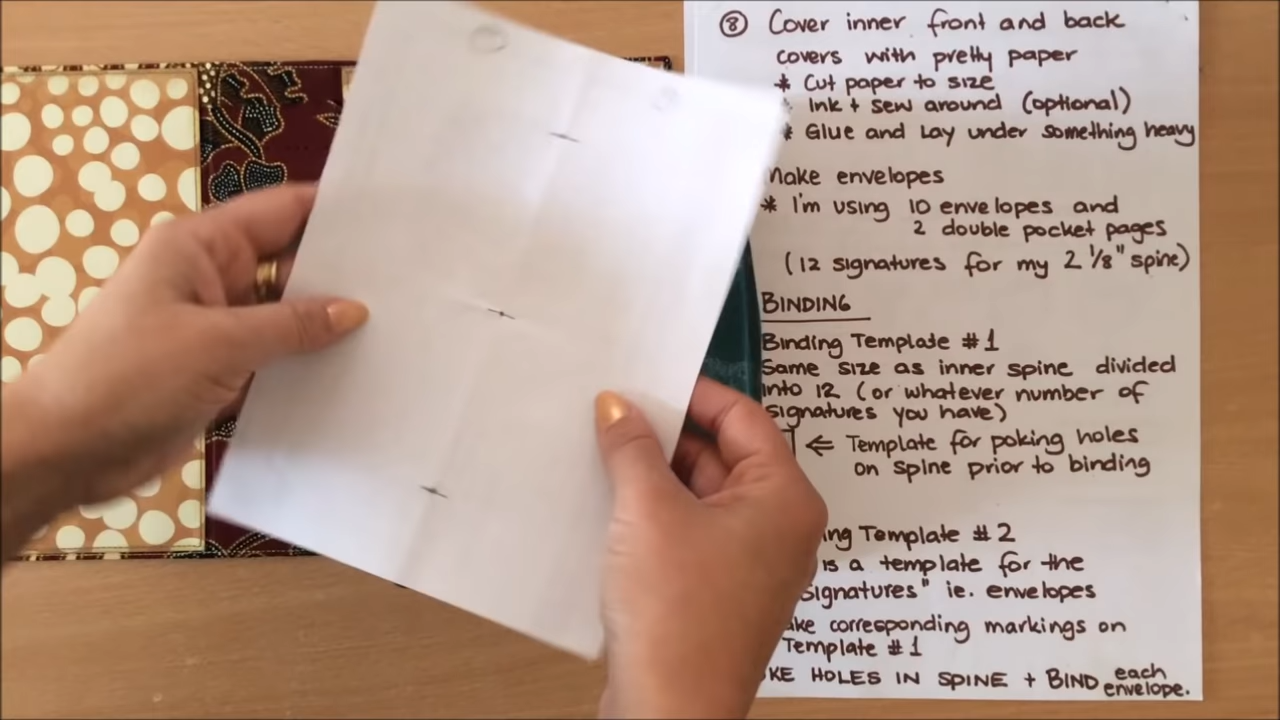 ⑧ Cover inner front and back
covers with pretty paper
* Cut paper to size
* Ink + sew around (optional)
* Glue and lay under something heavy
Make envelopes
* I'm using 10 envelopes and
2 double pocket pages
(12 signatures for my 2 1/8" spine)
BINDING
Binding Template #1
Same size as inner spine divided
into 12 (or whatever number of
signatures you have)
⇐ Template for poking holes
on spine prior to binding
ing Template #2
is a template for the
signatures" ie. envelopes
corresponding markings on
Template #1
HOLES IN SPINE + BIND each
envelope.